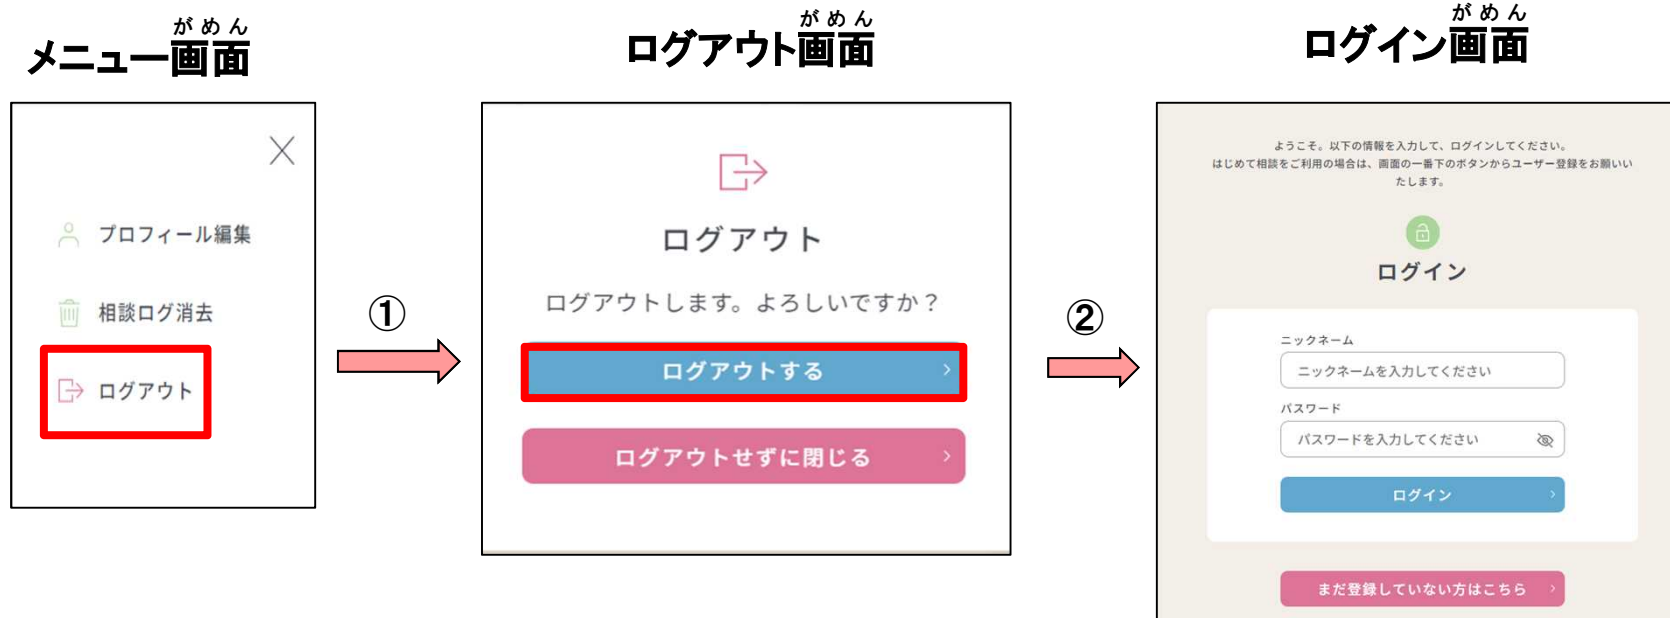 がめん
メニュー画面
プロフィール編集
相談ログ消去
ログアウト
①
がめん
ログアウト画面
ログアウト
ログアウトします。よろしいですか？
ログアウトする
ログアウトせずに閉じる
②
がめん
ログイン画面
ようこそ。以下の情報を入力して、ログインしてください。
はじめて相談をご利用の場合は、画面の一番下のボタンからユーザー登録をお願いい
たします。
ログイン
ニックネーム
ニックネームを入力してください
パスワード
パスワードを入力してください
ログイン
まだ登録していない方はこちら